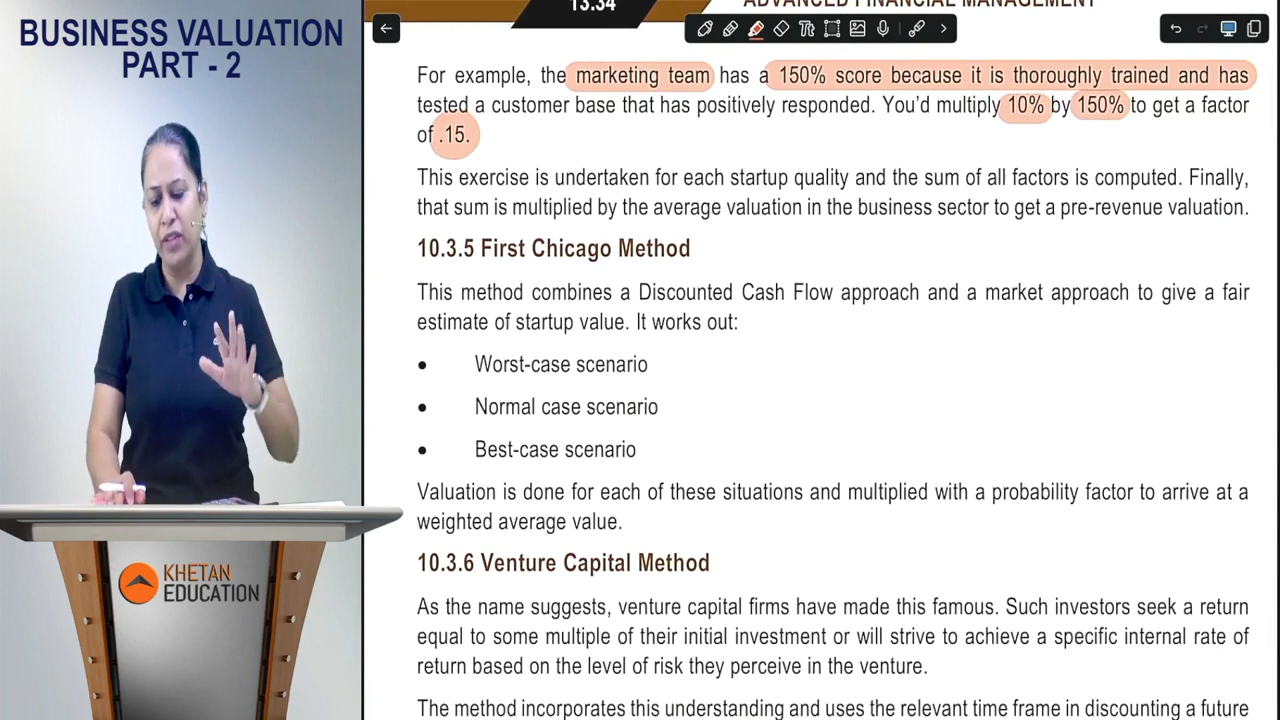 BUSINESS VALUATION
PART - 2
KHETAN
EDUCATION
13.34
ADVANCED FINANCIAL MANAGEMENT
For example, the marketing team has a 150% score because it is thoroughly trained and has
tested a customer base that has positively responded. You'd multiply 10% by 150% to get a factor
of .15.
This exercise is undertaken for each startup quality and the sum of all factors is computed. Finally,
that sum is multiplied by the average valuation in the business sector to get a pre-revenue valuation.
10.3.5 First Chicago Method
This method combines a Discounted Cash Flow approach and a market approach to give a fair
estimate of startup value. It works out:
• Worst-case scenario
• Normal case scenario
• Best-case scenario
Valuation is done for each of these situations and multiplied with a probability factor to arrive at a
weighted average value.
10.3.6 Venture Capital Method
As the name suggests, venture capital firms have made this famous. Such investors seek a return
equal to some multiple of their initial investment or will strive to achieve a specific internal rate of
return based on the level of risk they perceive in the venture.
The method incorporates this understanding and uses the relevant time frame in discounting a future